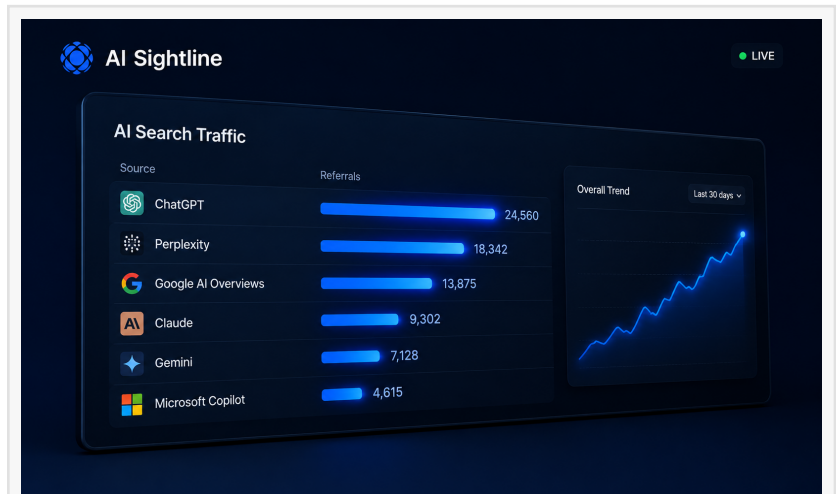 AI Sightline
LIVE
AI Search Traffic
Source Referrals
ChatGPT 24,560
Perplexity 18,342
Google AI Overviews 13,875
Claude 9,302
Gemini 7,128
Microsoft Copilot 4,615
Overall Trend Last 30 days